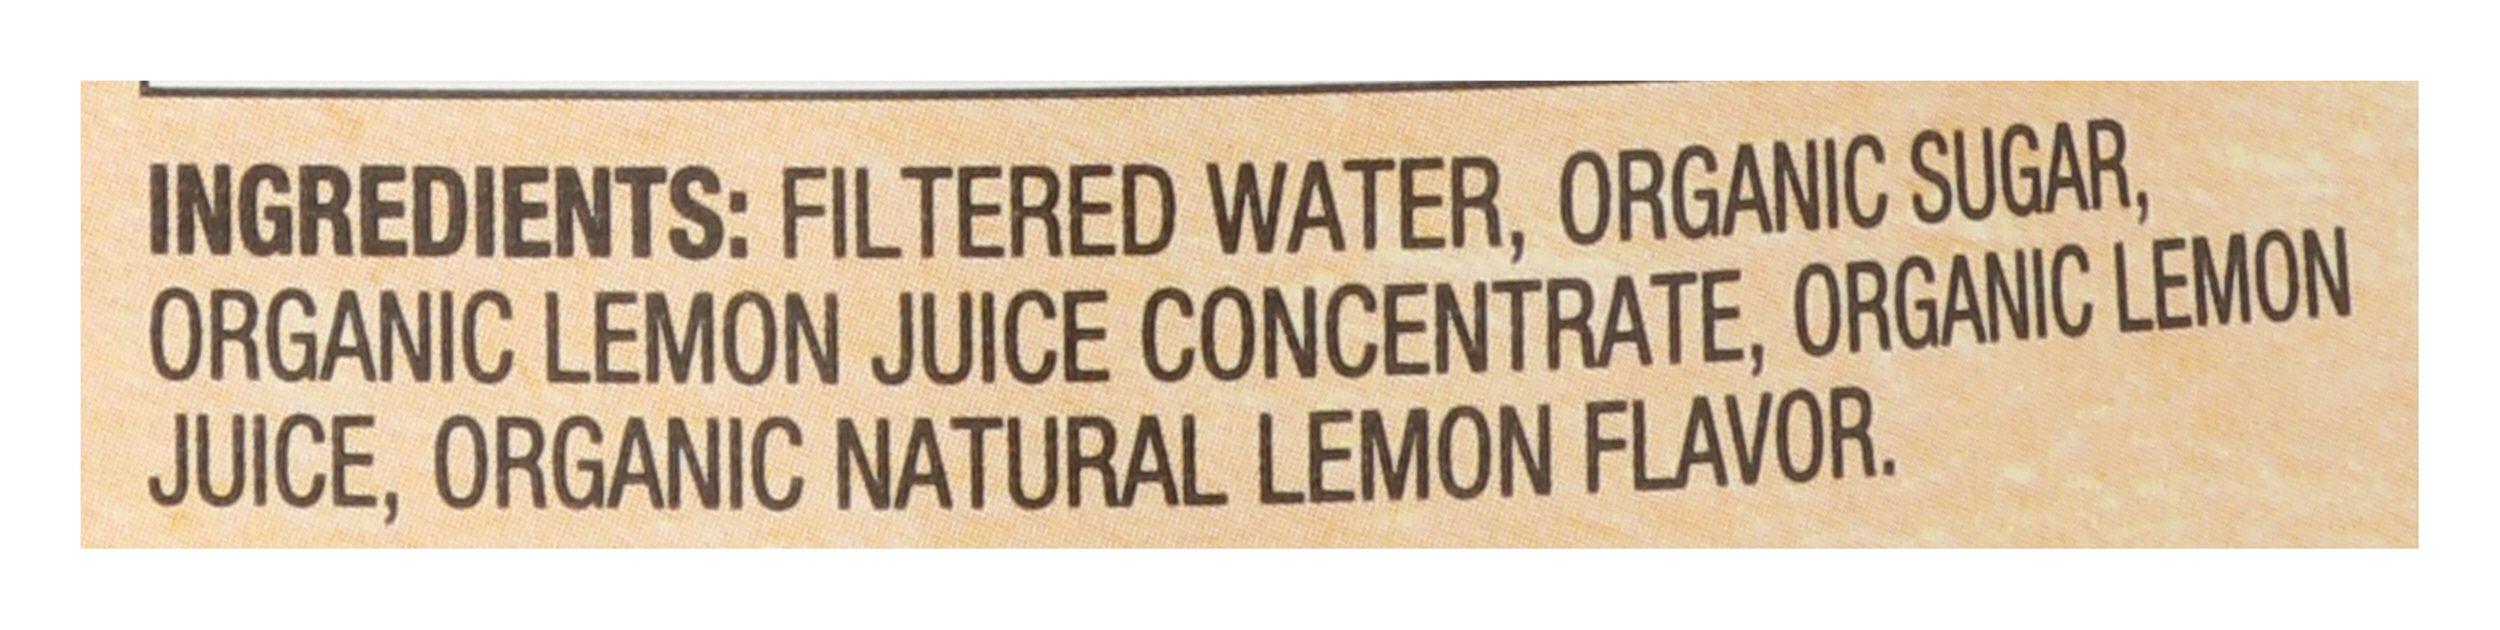 INGREDIENTS: FILTERED WATER, ORGANIC SUGAR,
ORGANIC LEMON JUICE CONCENTRATE, ORGANIC LEMON
JUICE, ORGANIC NATURAL LEMON FLAVOR.